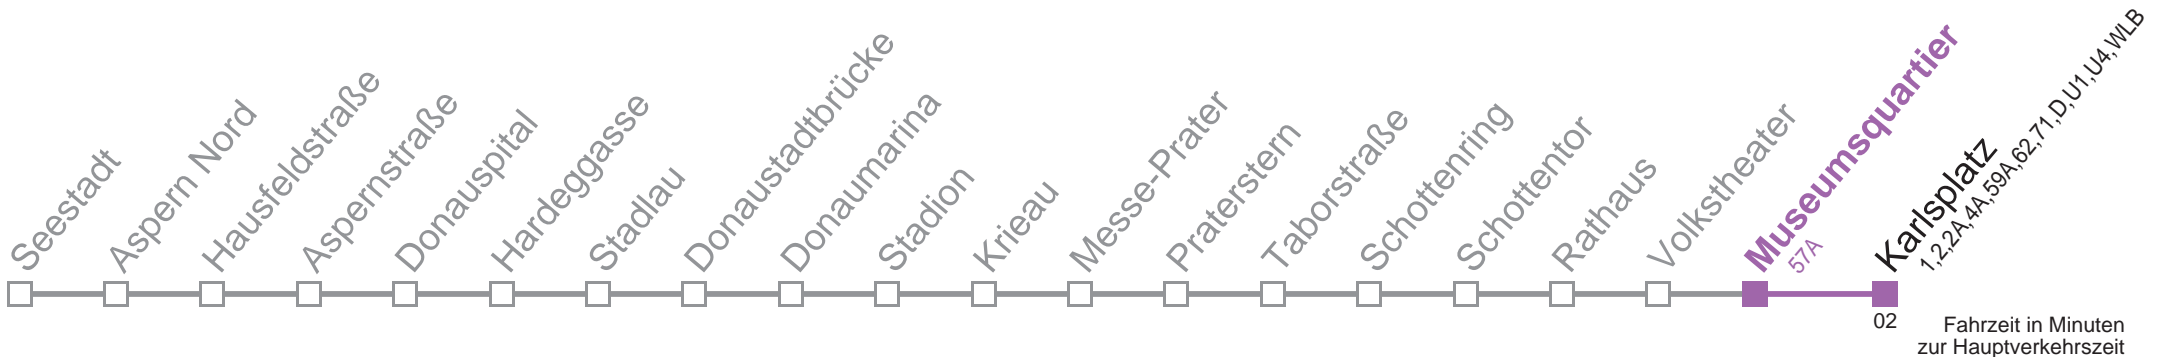 Seestadt
Aspern Nord
Hausfeldstraße
Aspernstraße
Donauspital
Hardeggasse
Stadlau
Donaustadtbrücke
Donaumarina
Stadion
Krieau
Messe-Prater
Praterstern
Taborstraße
Schottenring
Schottentor
Rathaus
Volkstheater
Museumsquartier
57A
Karlsplatz
1,2,2A,4A,59A,62,71,D,U1,U4,WLB
02
Fahrzeit in Minuten
zur Hauptverkehrszeit